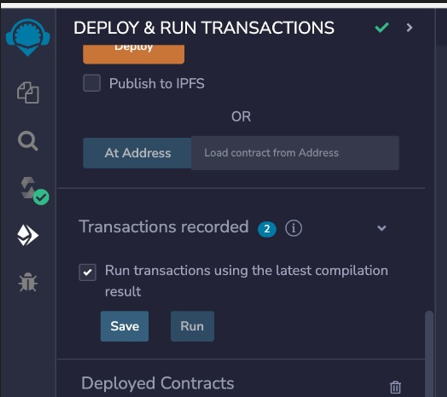 DEPLOY & RUN TRANSACTIONS
Deploy
Publish to IPFS
OR
At Address Load contract from Address
Transactions recorded 2 i
Run transactions using the latest compilation
result
Save Run
Deployed Contracts